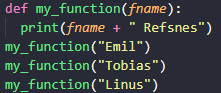 def my_function(fname):
  print(fname + " Refsnes")
my_function("Emil")
my_function("Tobias")
my_function("Linus")